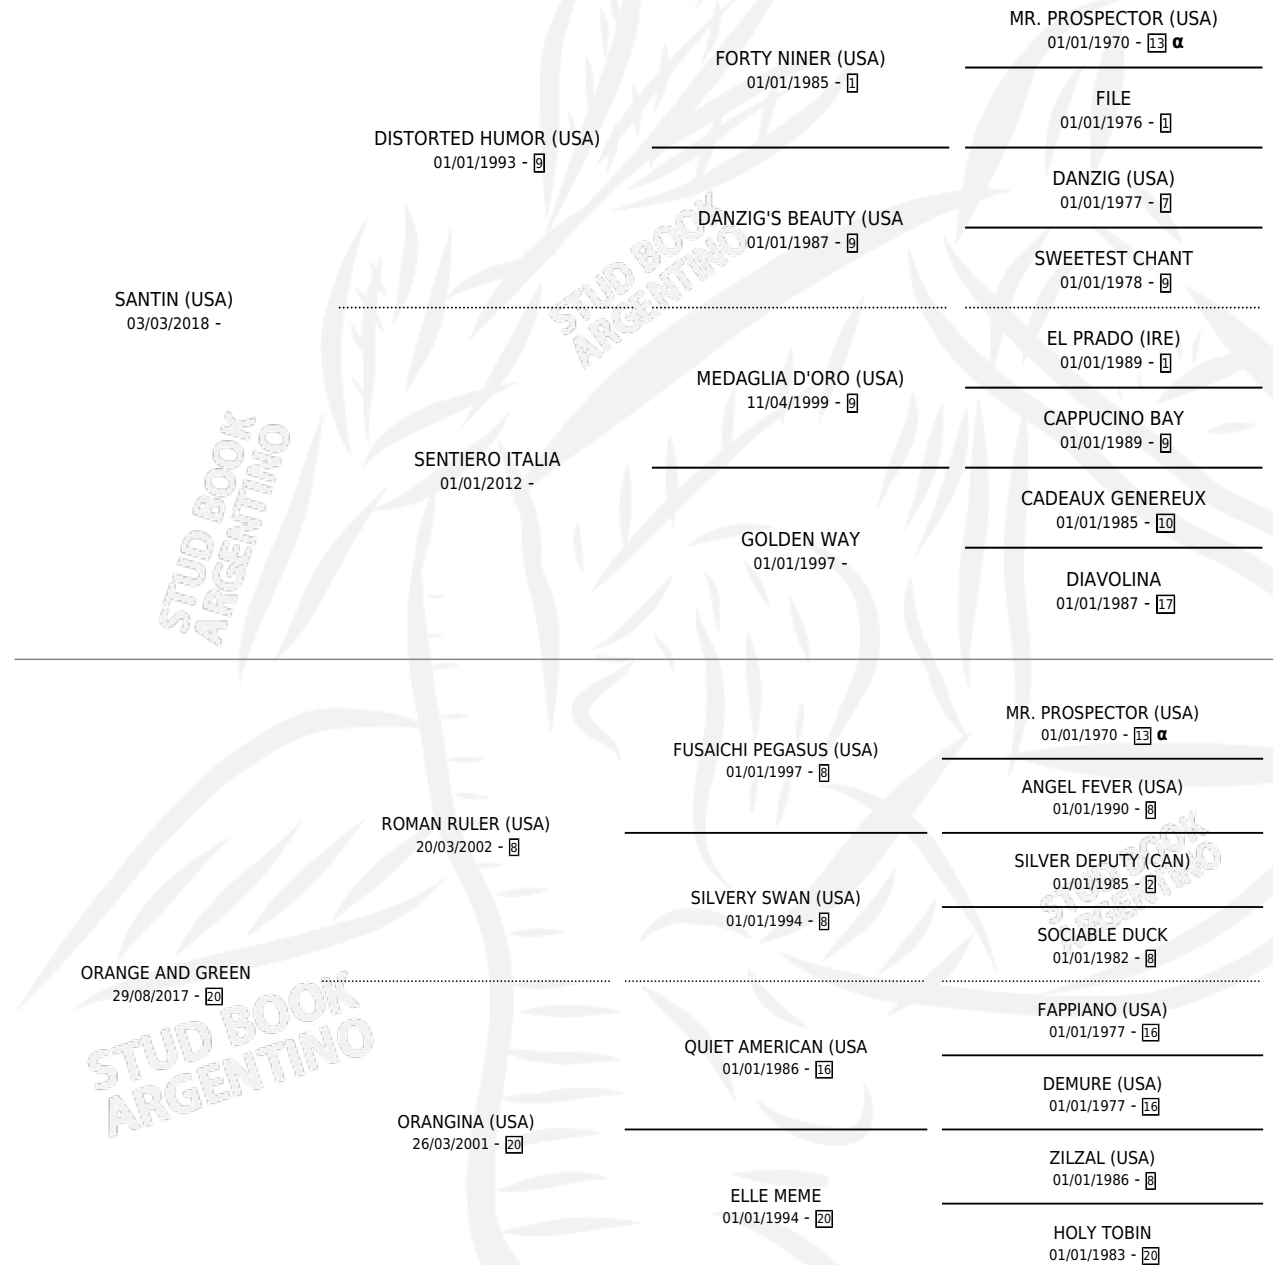 MR. PROSPECTOR (USA)
01/01/1970 - 13 α
FORTY NINER (USA)
01/01/1985 - 1
FILE
01/01/1976 - 1
DISTORTED HUMOR (USA)
01/01/1993 - 9
DANZIG (USA)
01/01/1977 - 7
DANZIG'S BEAUTY (USA
01/01/1987 - 9
SWEETEST CHANT
01/01/1978 - 9
SANTIN (USA)
03/03/2018 -
EL PRADO (IRE)
01/01/1989 - 1
MEDAGLIA D'ORO (USA)
11/04/1999 - 9
CAPPUCINO BAY
01/01/1989 - 9
SENTIERO ITALIA
01/01/2012 -
CADEAUX GENEREUX
01/01/1985 - 10
GOLDEN WAY
01/01/1997 -
DIAVOLINA
01/01/1987 - 17
MR. PROSPECTOR (USA)
01/01/1970 - 13 α
FUSAICHI PEGASUS (USA)
01/01/1997 - 8
ANGEL FEVER (USA)
01/01/1990 - 8
ROMAN RULER (USA)
20/03/2002 - 8
SILVER DEPUTY (CAN)
01/01/1985 - 2
SILVERY SWAN (USA)
01/01/1994 - 8
SOCIABLE DUCK
01/01/1982 - 8
ORANGE AND GREEN
29/08/2017 - 20
FAPPIANO (USA)
01/01/1977 - 16
QUIET AMERICAN (USA
01/01/1986 - 16
DEMURE (USA)
01/01/1977 - 16
ORANGINA (USA)
26/03/2001 - 20
ZILZAL (USA)
01/01/1986 - 8
ELLE MEME
01/01/1994 - 20
HOLY TOBIN
01/01/1983 - 20
STUD BOOK
ARGENTINO
STUD BOOK
ARGENTINO
STUD BOOK
ARGENTINO
STUD BOOK
ARGENTINO